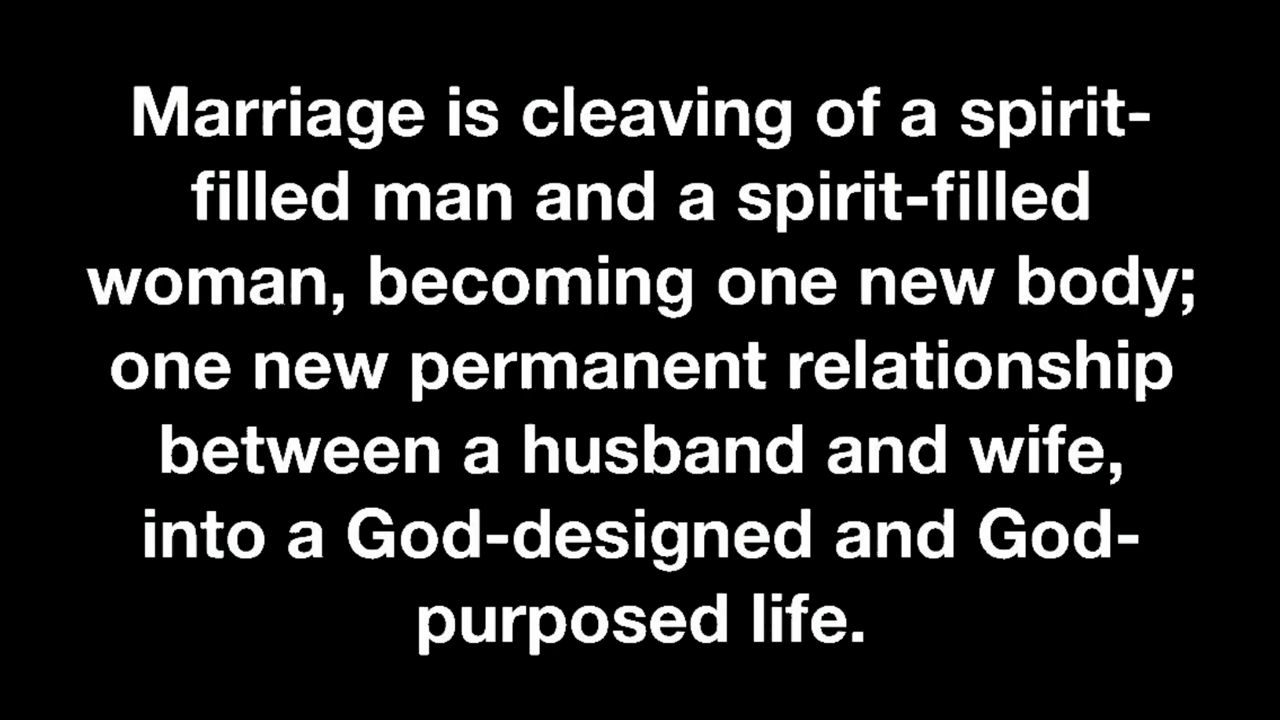 Marriage is cleaving of a spirit-
filled man and a spirit-filled
woman, becoming one new body;
one new permanent relationship
between a husband and wife,
into a God-designed and God-
purposed life.